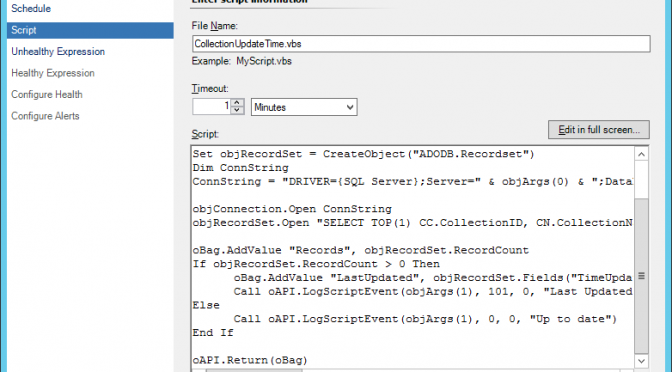 Enter script information
Schedule
Script
Unhealthy Expression
Healthy Expression
Configure Health
Configure Alerts
File Name:
CollectionUpdateTime.vbs
Example: MyScript.vbs
Timeout:
1 Minutes
Edit in full screen...
Script:
Set objRecordSet = CreateObject("ADODB.Recordset")
Dim ConnString
ConnString = "DRIVER={SQL Server};Server=" & objArgs(0) & ";Data
objConnection.Open ConnString
objRecordSet.Open "SELECT TOP(1) CC.CollectionID, CN.CollectionN
oBag.AddValue "Records", objRecordSet.RecordCount
If objRecordSet.RecordCount > 0 Then
oBag.AddValue "LastUpdated", objRecordSet.Fields("TimeUpda
Call oAPI.LogScriptEvent(objArgs(1), 101, 0, "Last Updated
Else
Call oAPI.LogScriptEvent(objArgs(1), 0, 0, "Up to date")
End If
oAPI.Return(oBag)